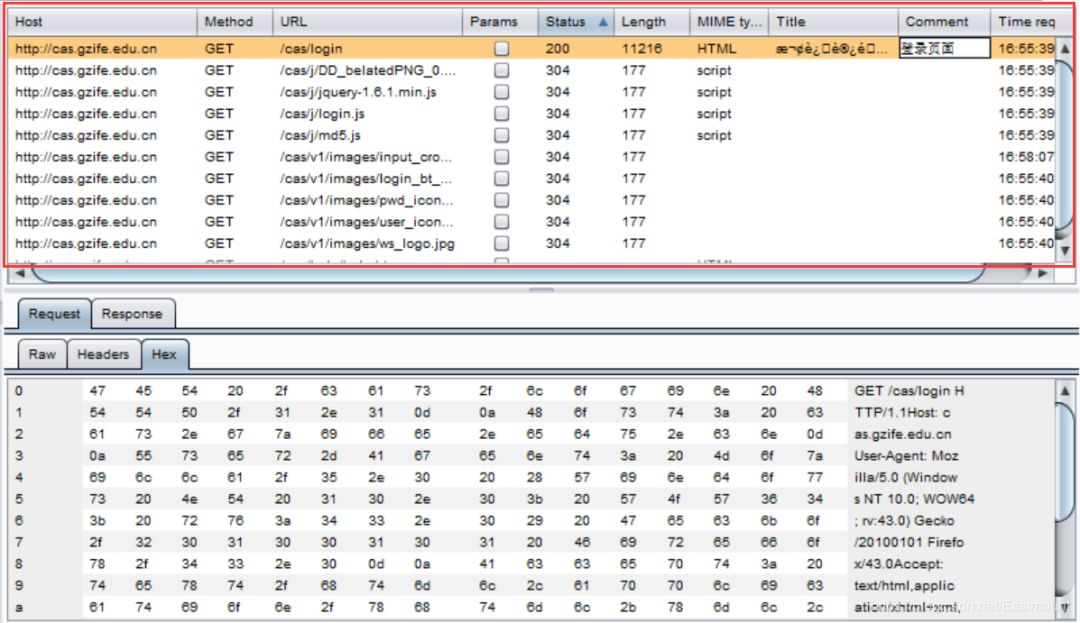 Host Method URL Params Status Length MIME ty... Title Comment Time req
http://cas.gzife.edu.cn GET /cas/login 200 11216 HTML 登录页面 16:55:39
http://cas.gzife.edu.cn GET /cas/j/DD_belatedPNG_0.... 304 177 script 16:55:39
http://cas.gzife.edu.cn GET /cas/j/jquery-1.6.1.min.js 304 177 script 16:55:39
http://cas.gzife.edu.cn GET /cas/j/login.js 304 177 script 16:55:39
http://cas.gzife.edu.cn GET /cas/j/md5.js 304 177 script 16:55:39
http://cas.gzife.edu.cn GET /cas/v1/images/input_cro... 304 177 16:58:07
http://cas.gzife.edu.cn GET /cas/v1/images/login_bt_... 304 177 16:55:40
http://cas.gzife.edu.cn GET /cas/v1/images/pwd_icon... 304 177 16:55:40
http://cas.gzife.edu.cn GET /cas/v1/images/user_icon... 304 177 16:55:40
http://cas.gzife.edu.cn GET /cas/v1/images/ws_logo.jpg 304 177 16:55:40
Request Response
Raw Headers Hex
0 47 45 54 20 2f 63 61 73 2f 6c 6f 67 69 6e 20 48 GET /cas/login H
1 54 54 50 2f 31 2e 31 0d 0a 48 6f 73 74 3a 20 63 TTP/1.1Host: c
2 61 73 2e 67 7a 69 66 65 2e 65 64 75 2e 63 6e 0d as.gzife.edu.cn
3 0a 55 73 65 72 2d 41 67 65 6e 74 3a 20 4d 6f 7a User-Agent: Moz
4 69 6c 6c 61 2f 35 2e 30 20 28 57 69 6e 64 6f 77 illa/5.0 (Window
5 73 20 4e 54 20 31 30 2e 30 3b 20 57 4f 57 36 34 s NT 10.0; WOW64
6 3b 20 72 76 3a 34 33 2e 30 29 20 47 65 63 6b 6f ; rv:43.0) Gecko
7 2f 32 30 31 30 30 31 30 31 20 46 69 72 65 66 6f /20100101 Firefo
8 78 2f 34 33 2e 30 0d 0a 41 63 63 65 70 74 3a 20 x/43.0Accept:
9 74 65 78 74 2f 68 74 6d 6c 2c 61 70 70 6c 69 63 text/html,applic
a 61 74 69 6f 6e 2f 78 68 74 6d 6c 2b 78 6d 6c 2c ation/xhtml+xml,